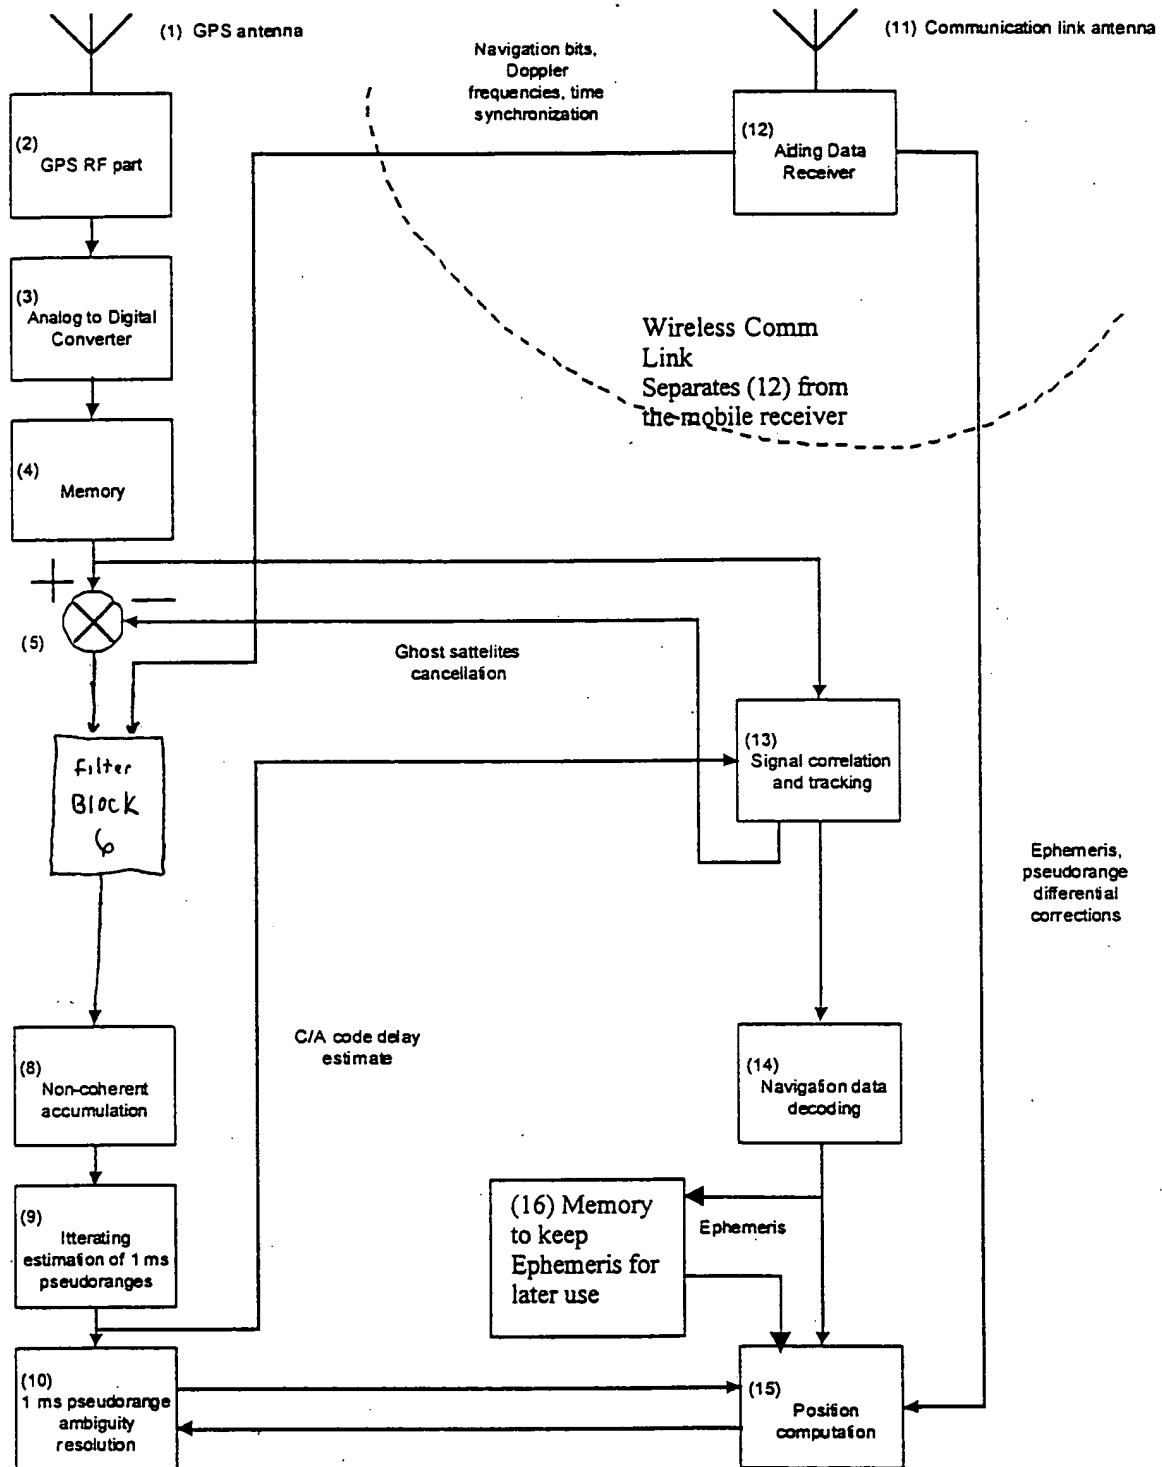 (1) GPS antenna
(11) Communication link antenna
Navigation bits,
Doppler
frequencies, time
synchronization
(2)
GPS RF part
(12)
Aiding Data
Receiver
(3)
Analog to Digital
Converter
Wireless Comm
Link
Separates (12) from
the mobile receiver
(4)
Memory
+
−
(5)
Ghost sattelites
cancellation
(13)
Signal correlation
and tracking
Filter
Block
6
Ephemeris,
pseudorange
differential
corrections
C/A code delay
estimate
(8)
Non-coherent
accumulation
(14)
Navigation data
decoding
(9)
Itterating
estimation of 1 ms
pseudoranges
(16) Memory
to keep
Ephemeris for
later use
Ephemeris
(10)
1 ms pseudorange
ambiguity
resolution
(15)
Position
computation